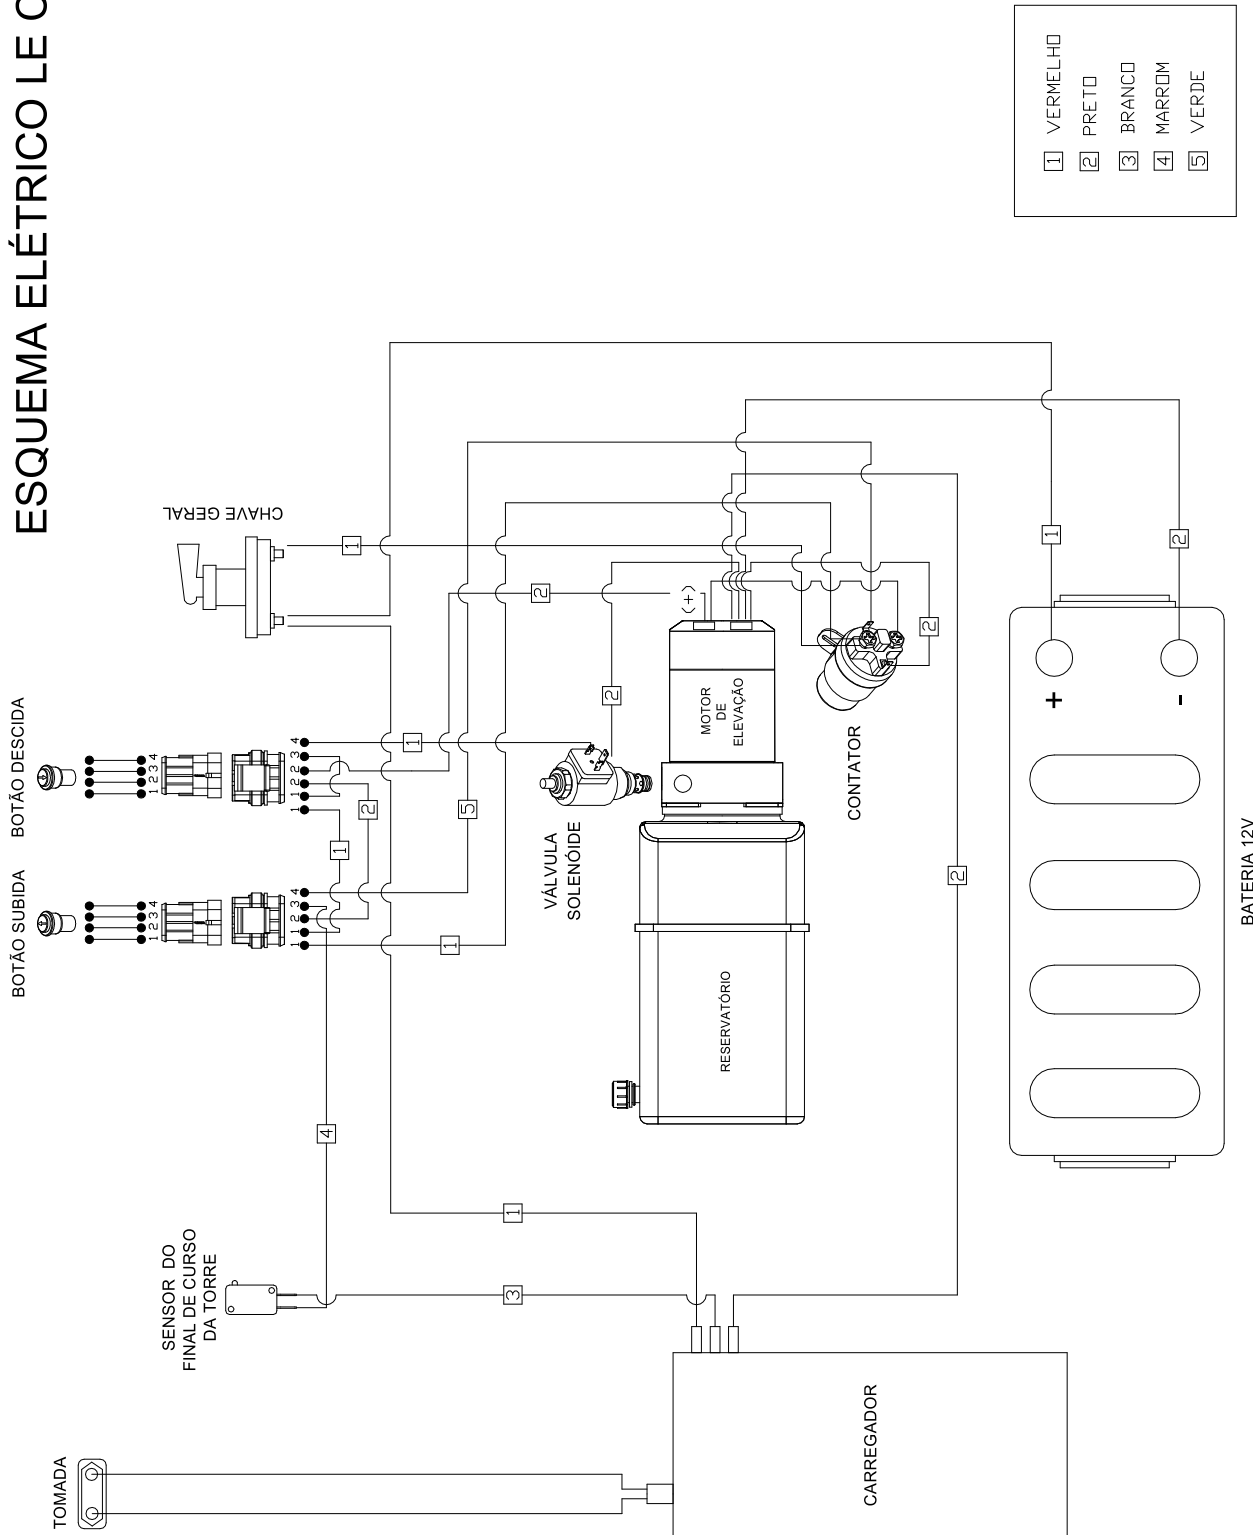 ESQUEMA ELÉTRICO LE
TOMADA
BOTÃO SUBIDA
BOTÃO DESCIDA
1 2 3 4
1 2 3 4
SENSOR DO
FINAL DE CURSO
DA TORRE
CHAVE GERAL
1 1 2 3 4
1 1 2 2 3 4
4
1
1
2
1
1
5
3
1
2
VÁLVULA
SOLENÓIDE
2
(+)
MOTOR
DE
ELEVAÇÃO
RESERVATÓRIO
CONTATOR
CARREGADOR
2
2
1
2
+
-
BATERIA 12V
1 VERMELHO
2 PRETO
3 BRANCO
4 MARROM
5 VERDE